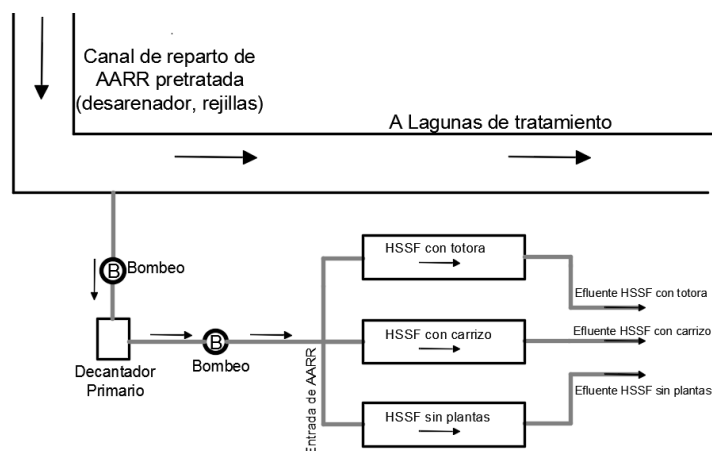 Canal de reparto de
AARR pretratada
(desarenador, rejillas)
A Lagunas de tratamiento
B
Bombeo
Decantador
Primario
B
Bombeo
Entrada de AARR
HSSF con totora
HSSF con carrizo
HSSF sin plantas
Efluente HSSF con totora
Efluente HSSF con carrizo
Efluente HSSF sin plantas